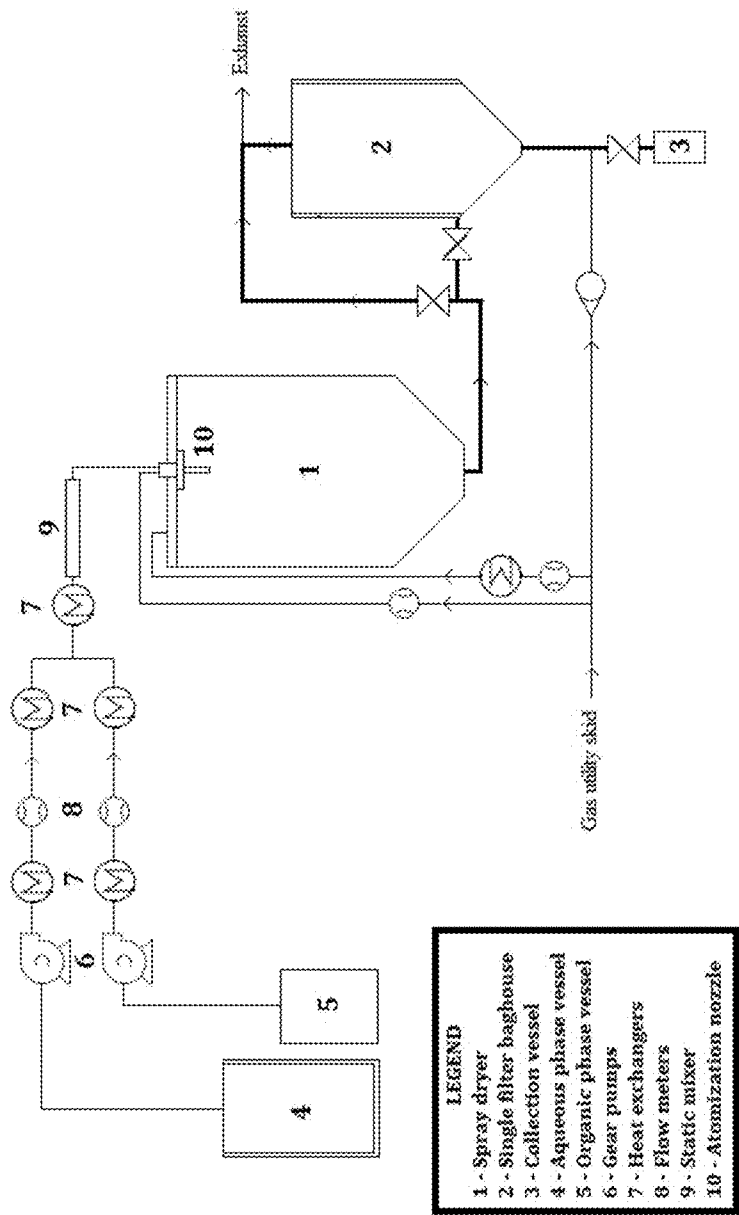 Exhaust
2
3
10
1
9
7
7
8
7
6
5
4
Gas utility skid
LEGEND
1 - Spray dryer
2 - Single filter baghouse
3 - Collection vessel
4 - Aqueous phase vessel
5 - Organic phase vessel
6 - Gear pumps
7 - Heat exchangers
8 - Flow meters
9 - Static mixer
10 - Atomization nozzle